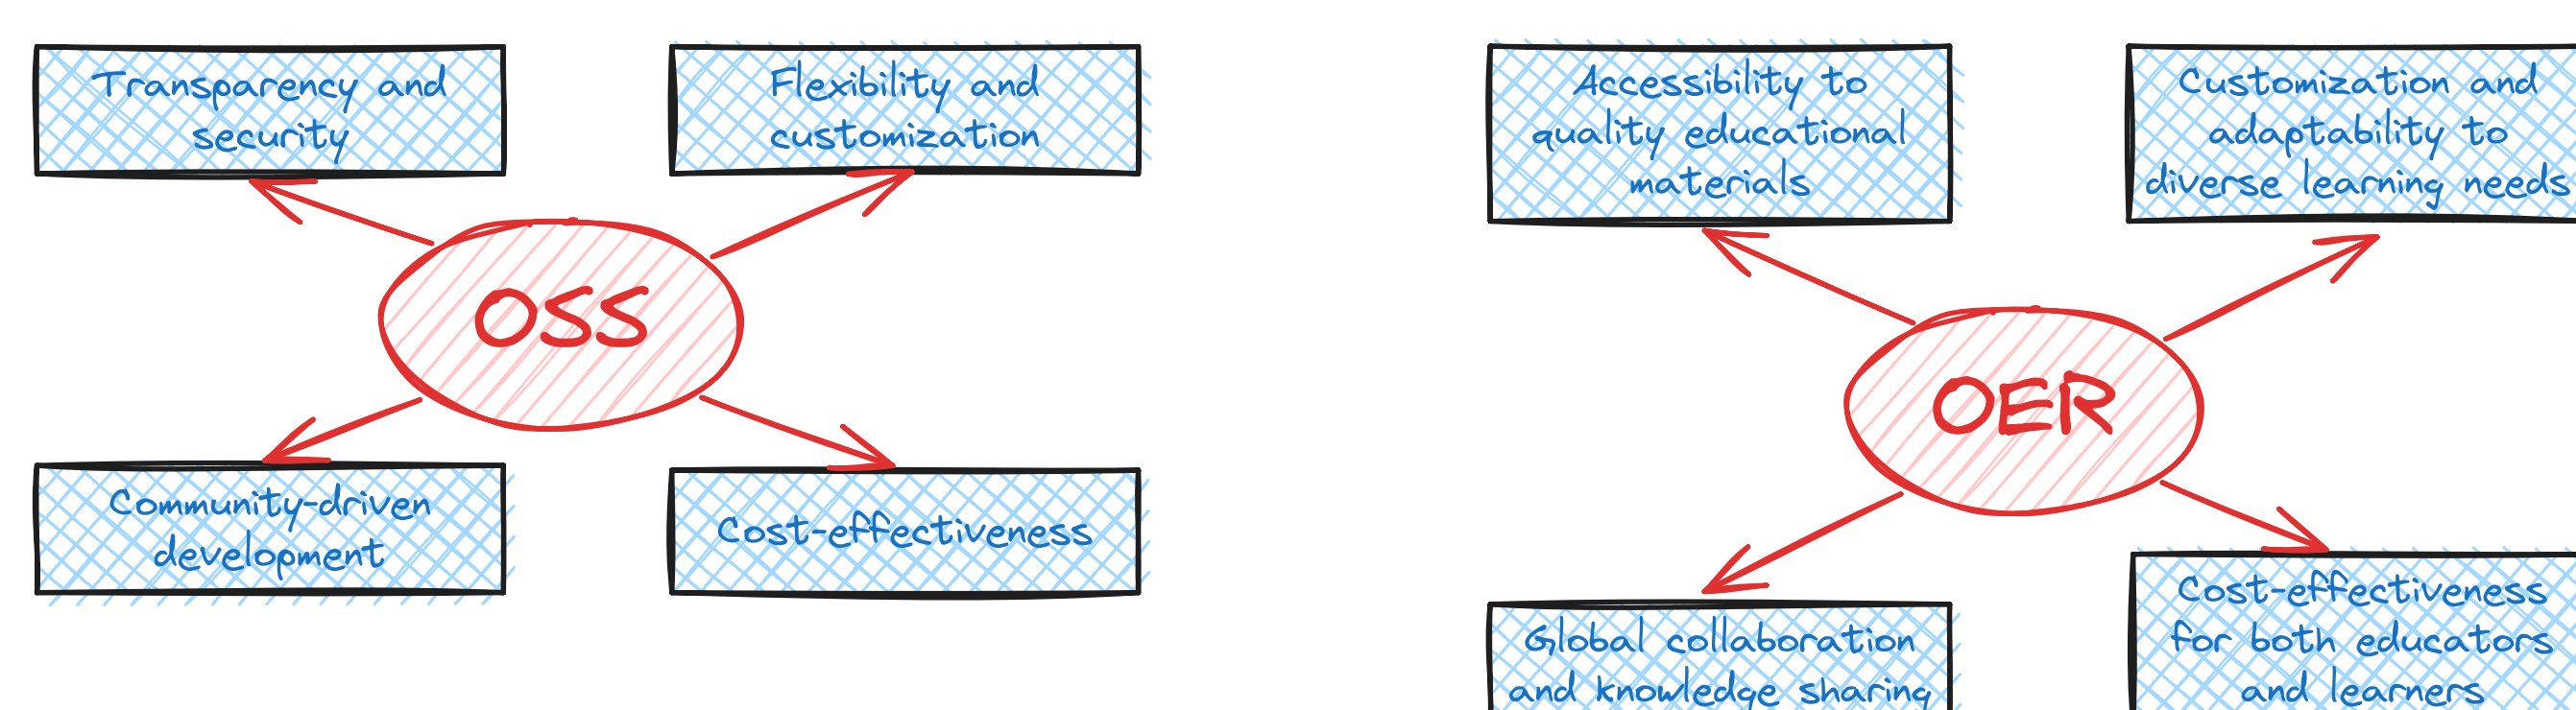 Transparency and
security
Flexibility and
customization
OSS
Community-driven
development
Cost-effectiveness
Accessibility to
quality educational
materials
Customization and
adaptability to
diverse learning needs
OER
Global collaboration
and knowledge sharing
Cost-effectiveness
for both educators
and learners